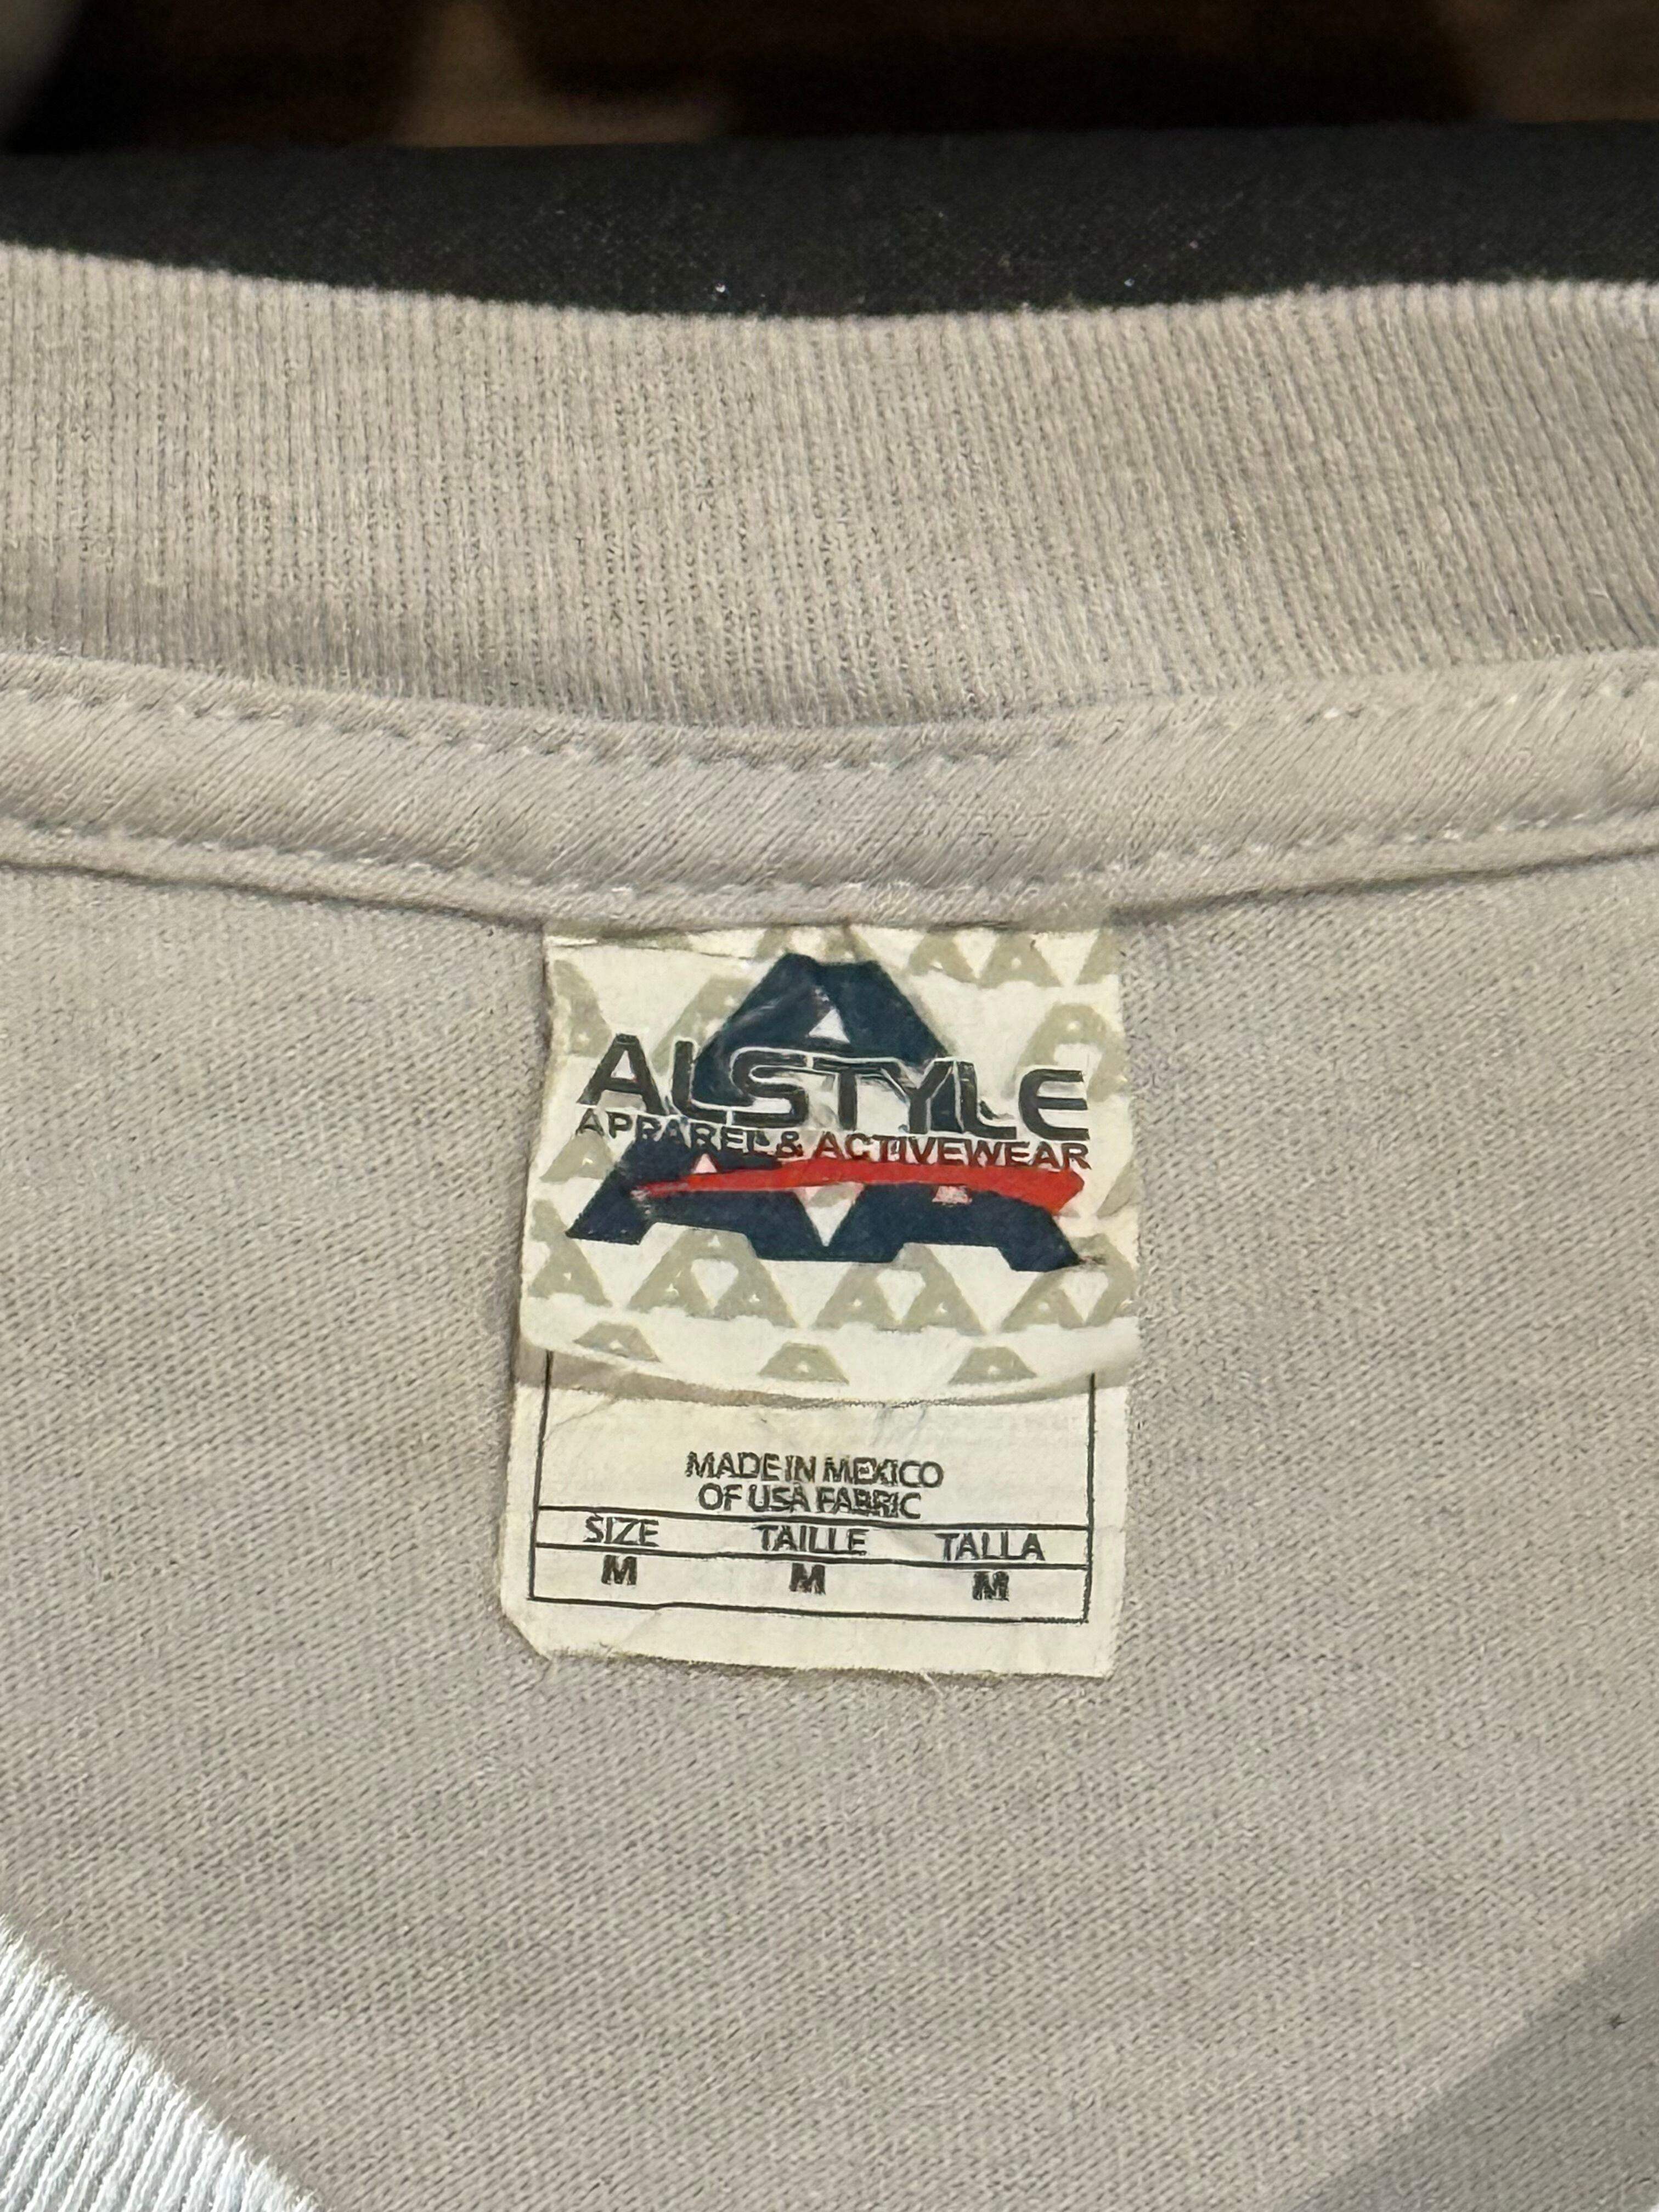 ALSTYLE
APPAREL & ACTIVEWEAR
MADE IN MEXICO
OF USA FABRIC
SIZE TAILLE TALLA
M M M